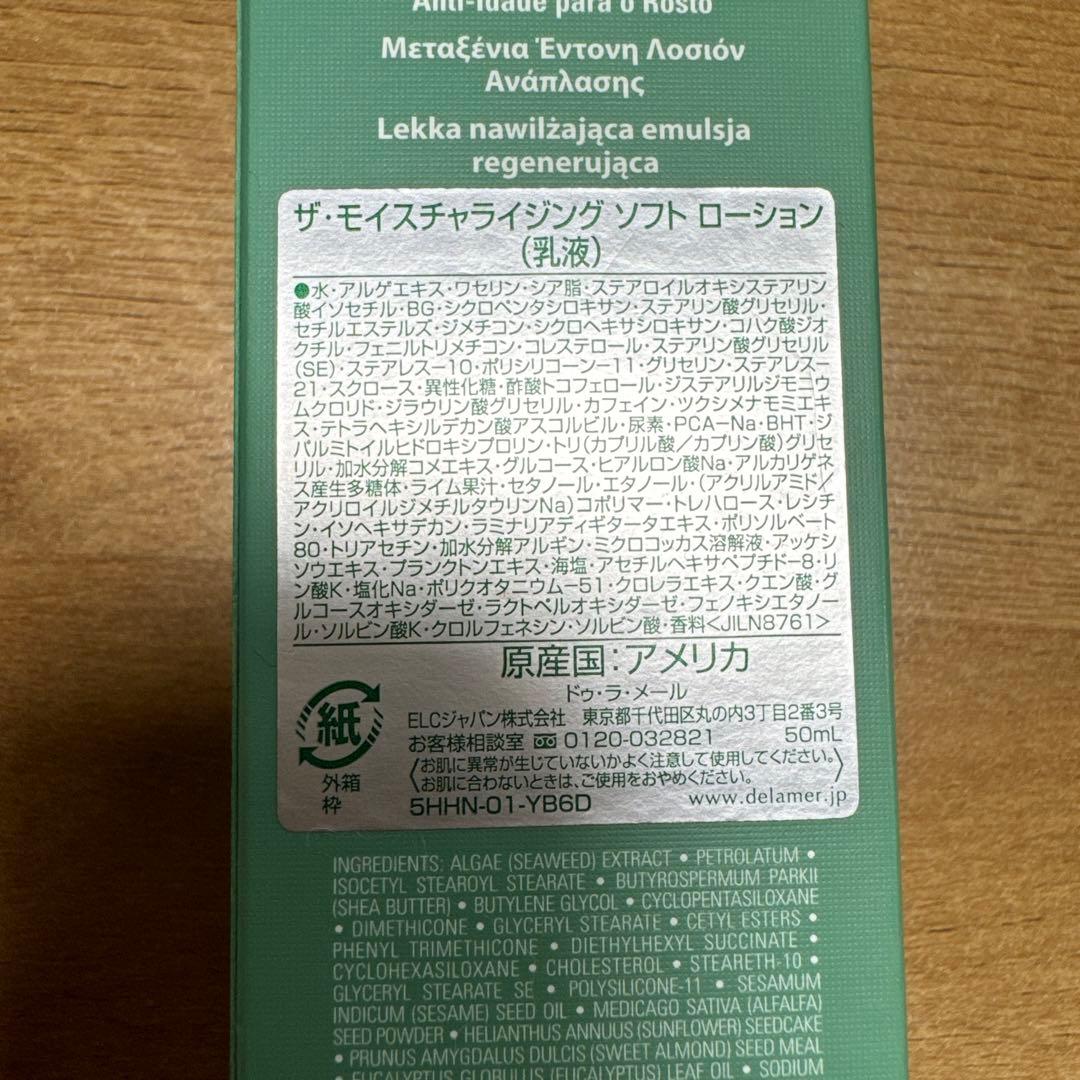 Anti-Idade para o Rosto
Μεταξένια Έντονη Λοσιόν
Ανάπλασης
Lekka nawilżająca emulsja
regenerująca
ザ・モイスチャライジング ソフト ローション
(乳液)
●水・アルゲエキス・ワセリン・シア脂・ステアロイルオキシステアリン
酸イソセチル・BG・シクロペンタシロキサン・ステアリン酸グリセリル・
セチルエステルズ・ジメチコン・シクロヘキサシロキサン・コハク酸ジオ
クチル・フェニルトリメチコン・コレステロール・ステアリン酸グリセリル
(SE)・ステアレス-10・ポリシリコーン-11・グリセリン・ステアレス-
21・スクロース・異性化糖・酢酸トコフェロール・ジステアリルジモニウ
ムクロリド・ジラウリン酸グリセリル・カフェイン・ツクシメナモミエキ
ス・テトラヘキシルデカン酸アスコルビル・尿素・PCA-Na・BHT・ジ
パルミトイルヒドロキシプロリン・トリ(カプリル酸/カプリン酸)グリセ
リル・加水分解コメエキス・グルコース・ヒアルロン酸Na・アルカリゲネ
ス産生多糖体・ライム果汁・セタノール・エタノール・(アクリルアミド/
アクリロイルジメチルタウリンNa)コポリマー・トレハロース・レシチ
ン・イソヘキサデカン・ラミナリアディギタータエキス・ポリソルベート
80・トリアセチン・加水分解アルギン・ミクロコッカス溶解液・アッケシ
ソウエキス・プランクトンエキス・海塩・アセチルヘキサペプチド-8・リ
ン酸K・塩化Na・ポリクオタニウム-51・クロレラエキス・クエン酸・グ
ルコースオキシダーゼ・ラクトペルオキシダーゼ・フェノキシエタノー
ル・ソルビン酸K・クロルフェネシン・ソルビン酸・香料<JILN8761>
原産国:アメリカ
ドゥ・ラ・メール
ELCジャパン株式会社 東京都千代田区丸の内3丁目2番3号
お客様相談室 0120-032821 50mL
〈お肌に異常が生じていないかよく注意して使用してください。
お肌に合わないときは、ご使用をおやめください。〉
5HHN-01-YB6D www.delamer.jp
紙
外箱
枠
INGREDIENTS: ALGAE (SEAWEED) EXTRACT • PETROLATUM •
ISOCETYL STEAROYL STEARATE • BUTYROSPERMUM PARKII
(SHEA BUTTER) • BUTYLENE GLYCOL • CYCLOPENTASILOXANE
• DIMETHICONE • GLYCERYL STEARATE • CETYL ESTERS •
PHENYL TRIMETHICONE • DIETHYLHEXYL SUCCINATE •
CYCLOHEXASILOXANE • CHOLESTEROL • STEARETH-10 •
GLYCERYL STEARATE SE • POLYSILICONE-11 • SESAMUM
INDICUM (SESAME) SEED OIL • MEDICAGO SATIVA (ALFALFA)
SEED POWDER • HELIANTHUS ANNUUS (SUNFLOWER) SEEDCAKE
• PRUNUS AMYGDALUS DULCIS (SWEET ALMOND) SEED MEAL
• EUCALYPTUS GLOBULUS (EUCALYPTUS) LEAF OIL • SODIUM